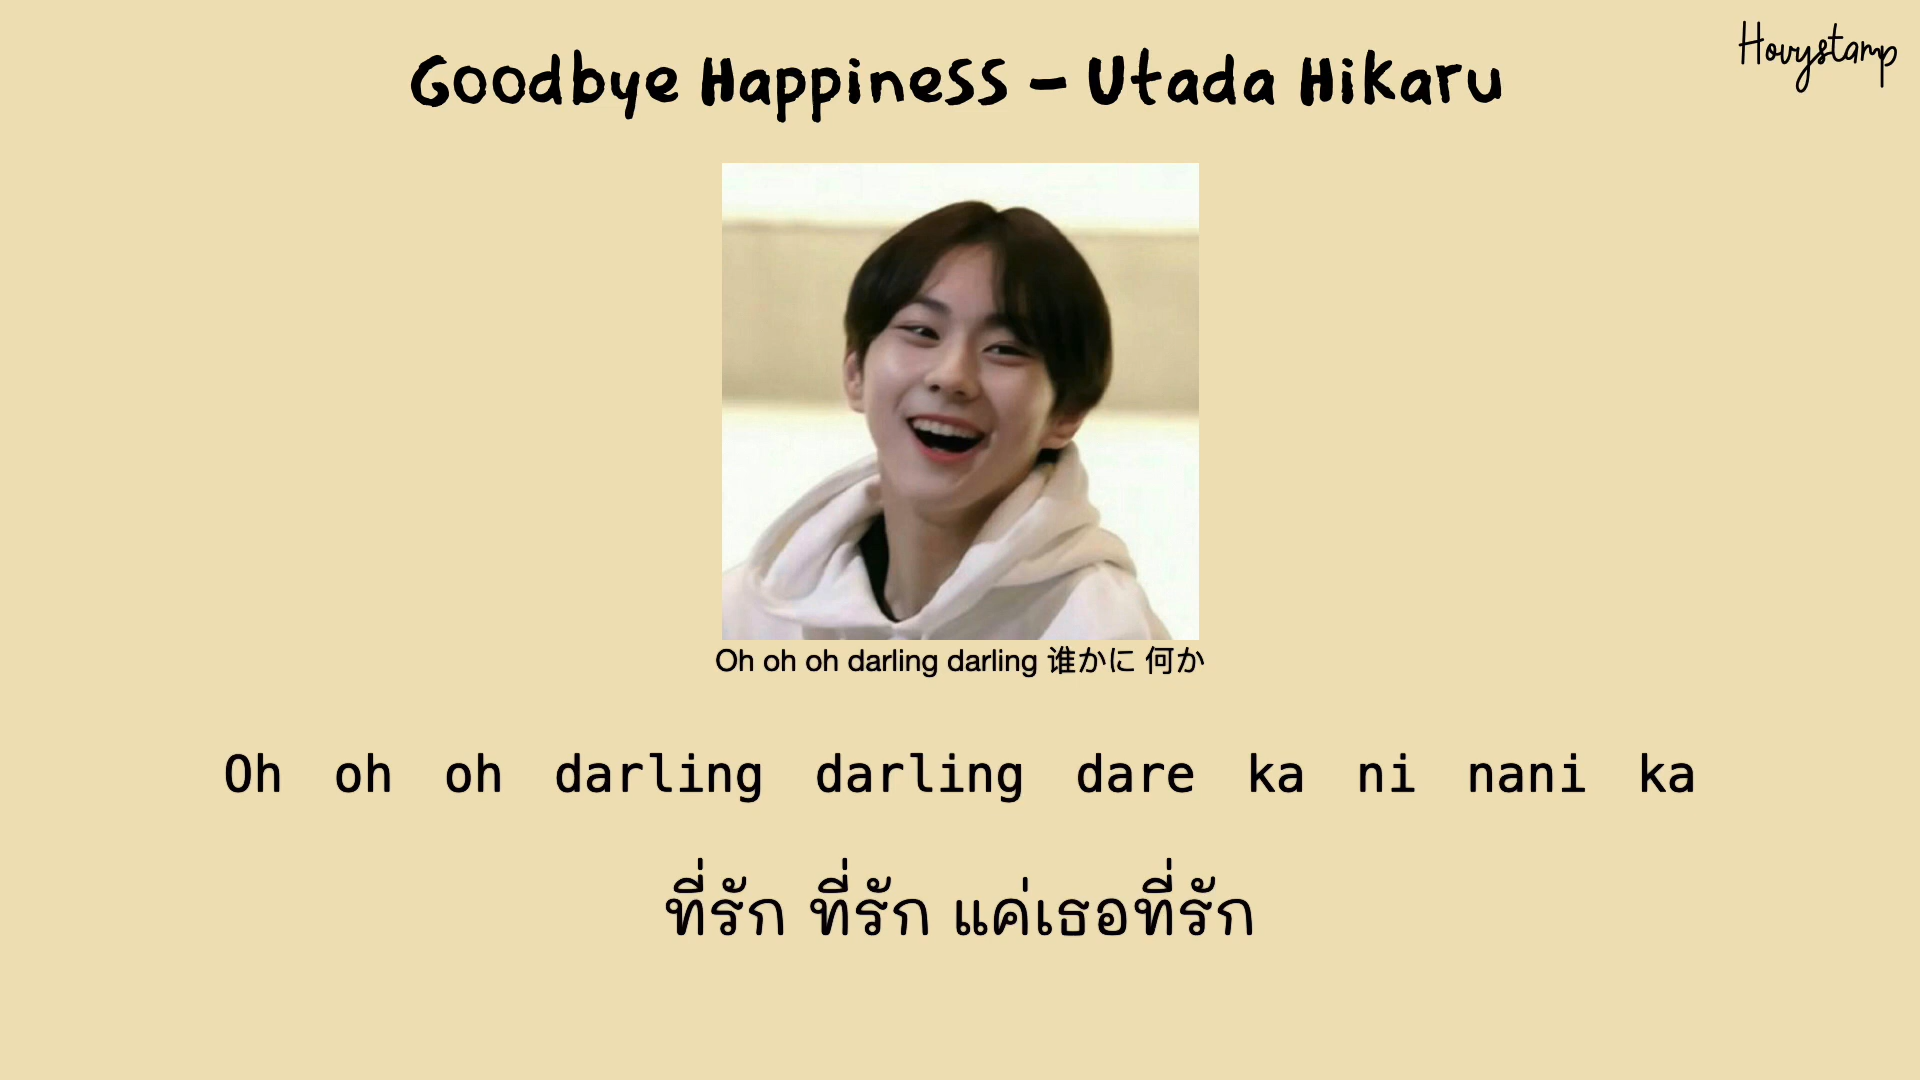 Goodbye Happiness - Utada Hikaru
Hovystamp
Oh oh oh darling darling 誰かに 何か
Oh oh oh darling darling dare ka ni nani ka
ที่รัก ที่รัก แค่เธอที่รัก